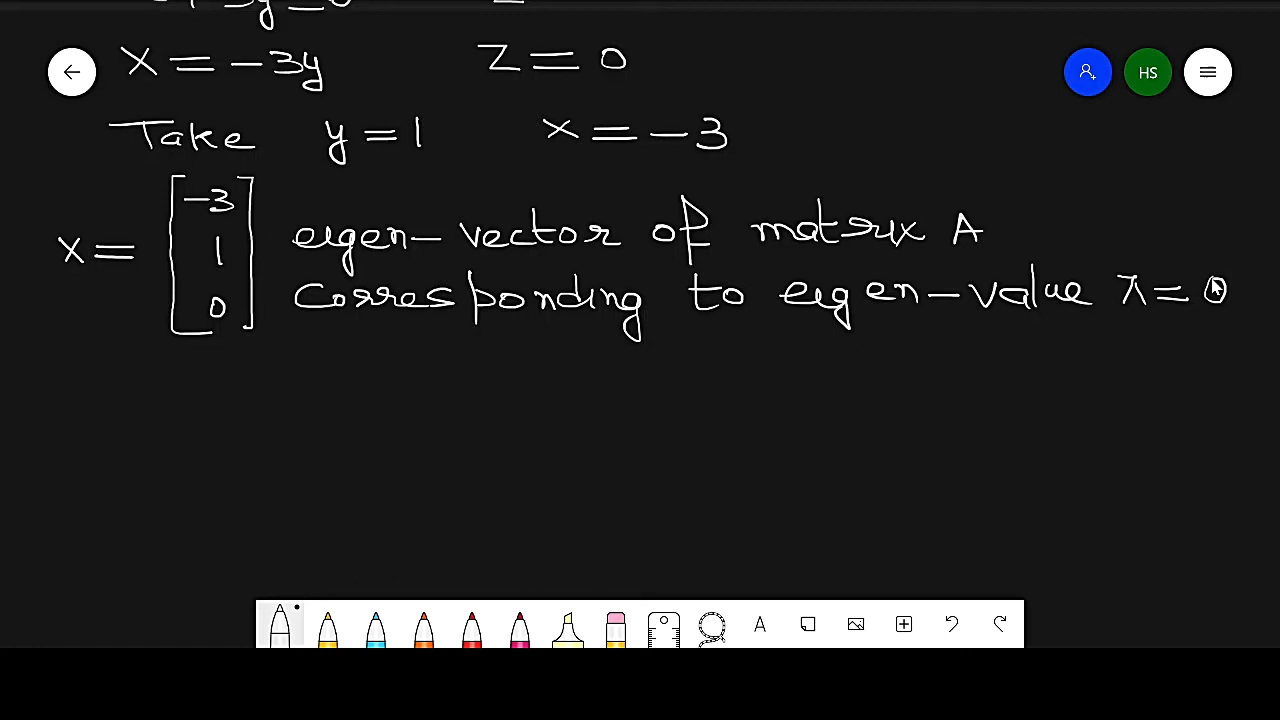 X = -3y Z = 0
HS
Take y = 1 x = -3
X = [-3 1 0] eigen-vector of matrix A
corresponding to eigen-value λ = 0
A